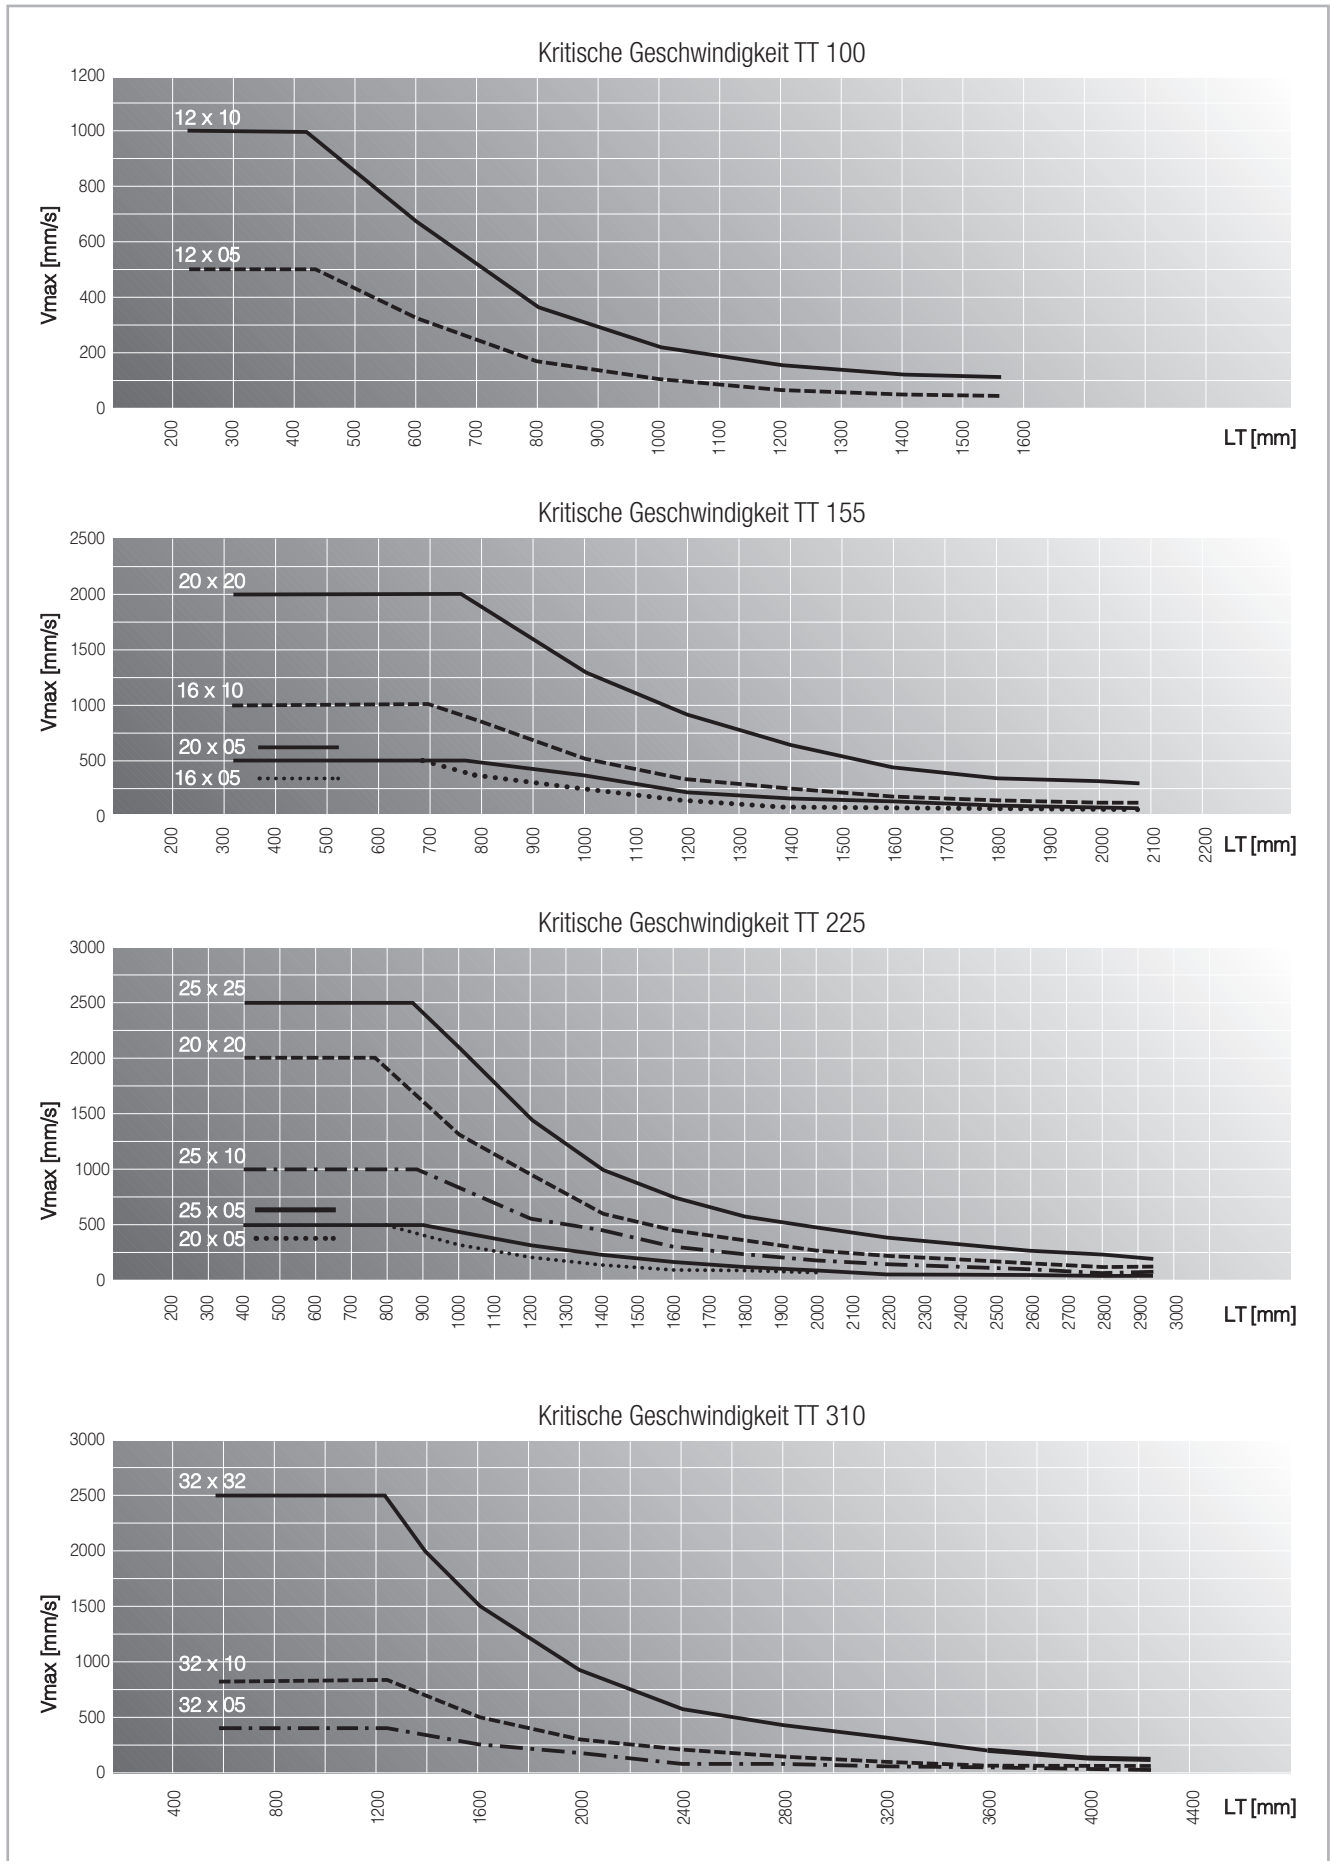 Kritische Geschwindigkeit TT 100
Vmax [mm/s]
1200
1000
800
600
400
200
0
12 x 10
12 x 05
200 300 400 500 600 700 800 900 1000 1100 1200 1300 1400 1500 1600 LT [mm]
Kritische Geschwindigkeit TT 155
Vmax [mm/s]
2500
2000
1500
1000
500
0
20 x 20
16 x 10
20 x 05
16 x 05
200 300 400 500 600 700 800 900 1000 1100 1200 1300 1400 1500 1600 1700 1800 1900 2000 2100 2200 LT [mm]
Kritische Geschwindigkeit TT 225
Vmax [mm/s]
3000
2500
2000
1500
1000
500
0
25 x 25
20 x 20
25 x 10
25 x 05
20 x 05
200 300 400 500 600 700 800 900 1000 1100 1200 1300 1400 1500 1600 1700 1800 1900 2000 2100 2200 2300 2400 2500 2600 2700 2800 2900 3000 LT [mm]
Kritische Geschwindigkeit TT 310
Vmax [mm/s]
3000
2500
2000
1500
1000
500
0
32 x 32
32 x 10
32 x 05
400 800 1200 1600 2000 2400 2800 3200 3600 4000 4400 LT [mm]